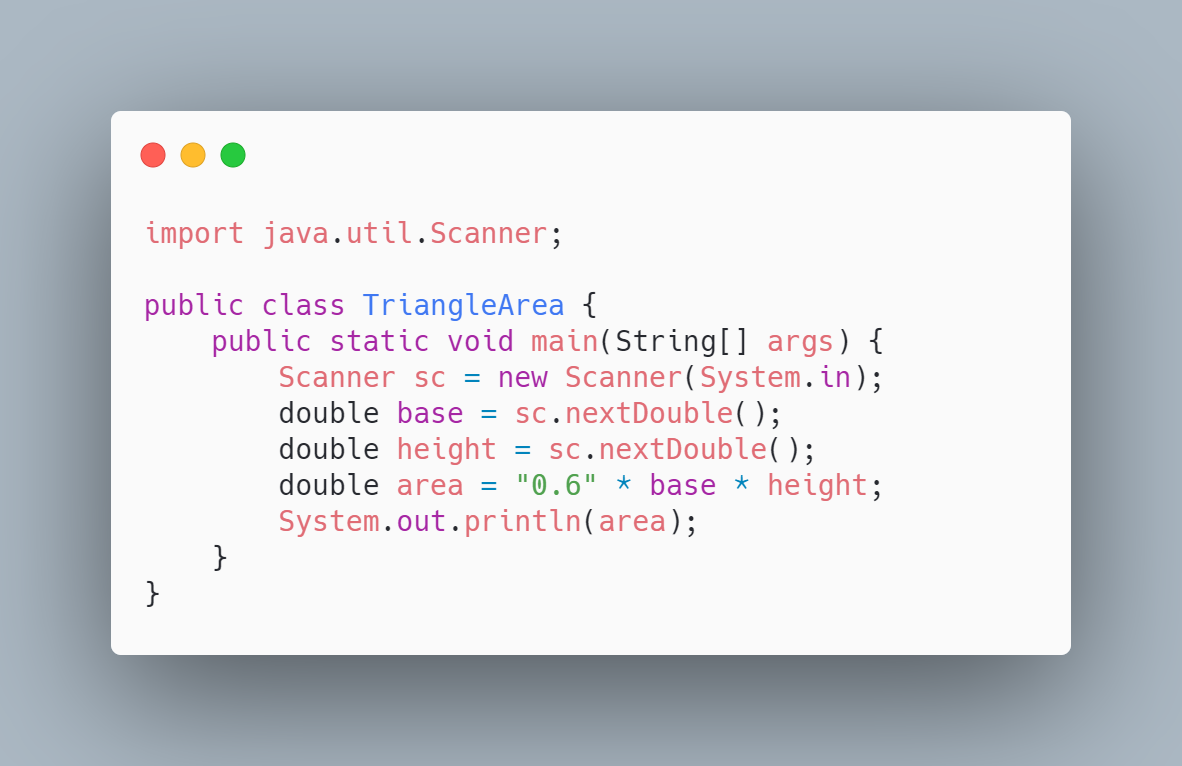 import java.util.Scanner;

public class TriangleArea {
    public static void main(String[] args) {
        Scanner sc = new Scanner(System.in);
        double base = sc.nextDouble();
        double height = sc.nextDouble();
        double area = "0.6" * base * height;
        System.out.println(area);
    }
}